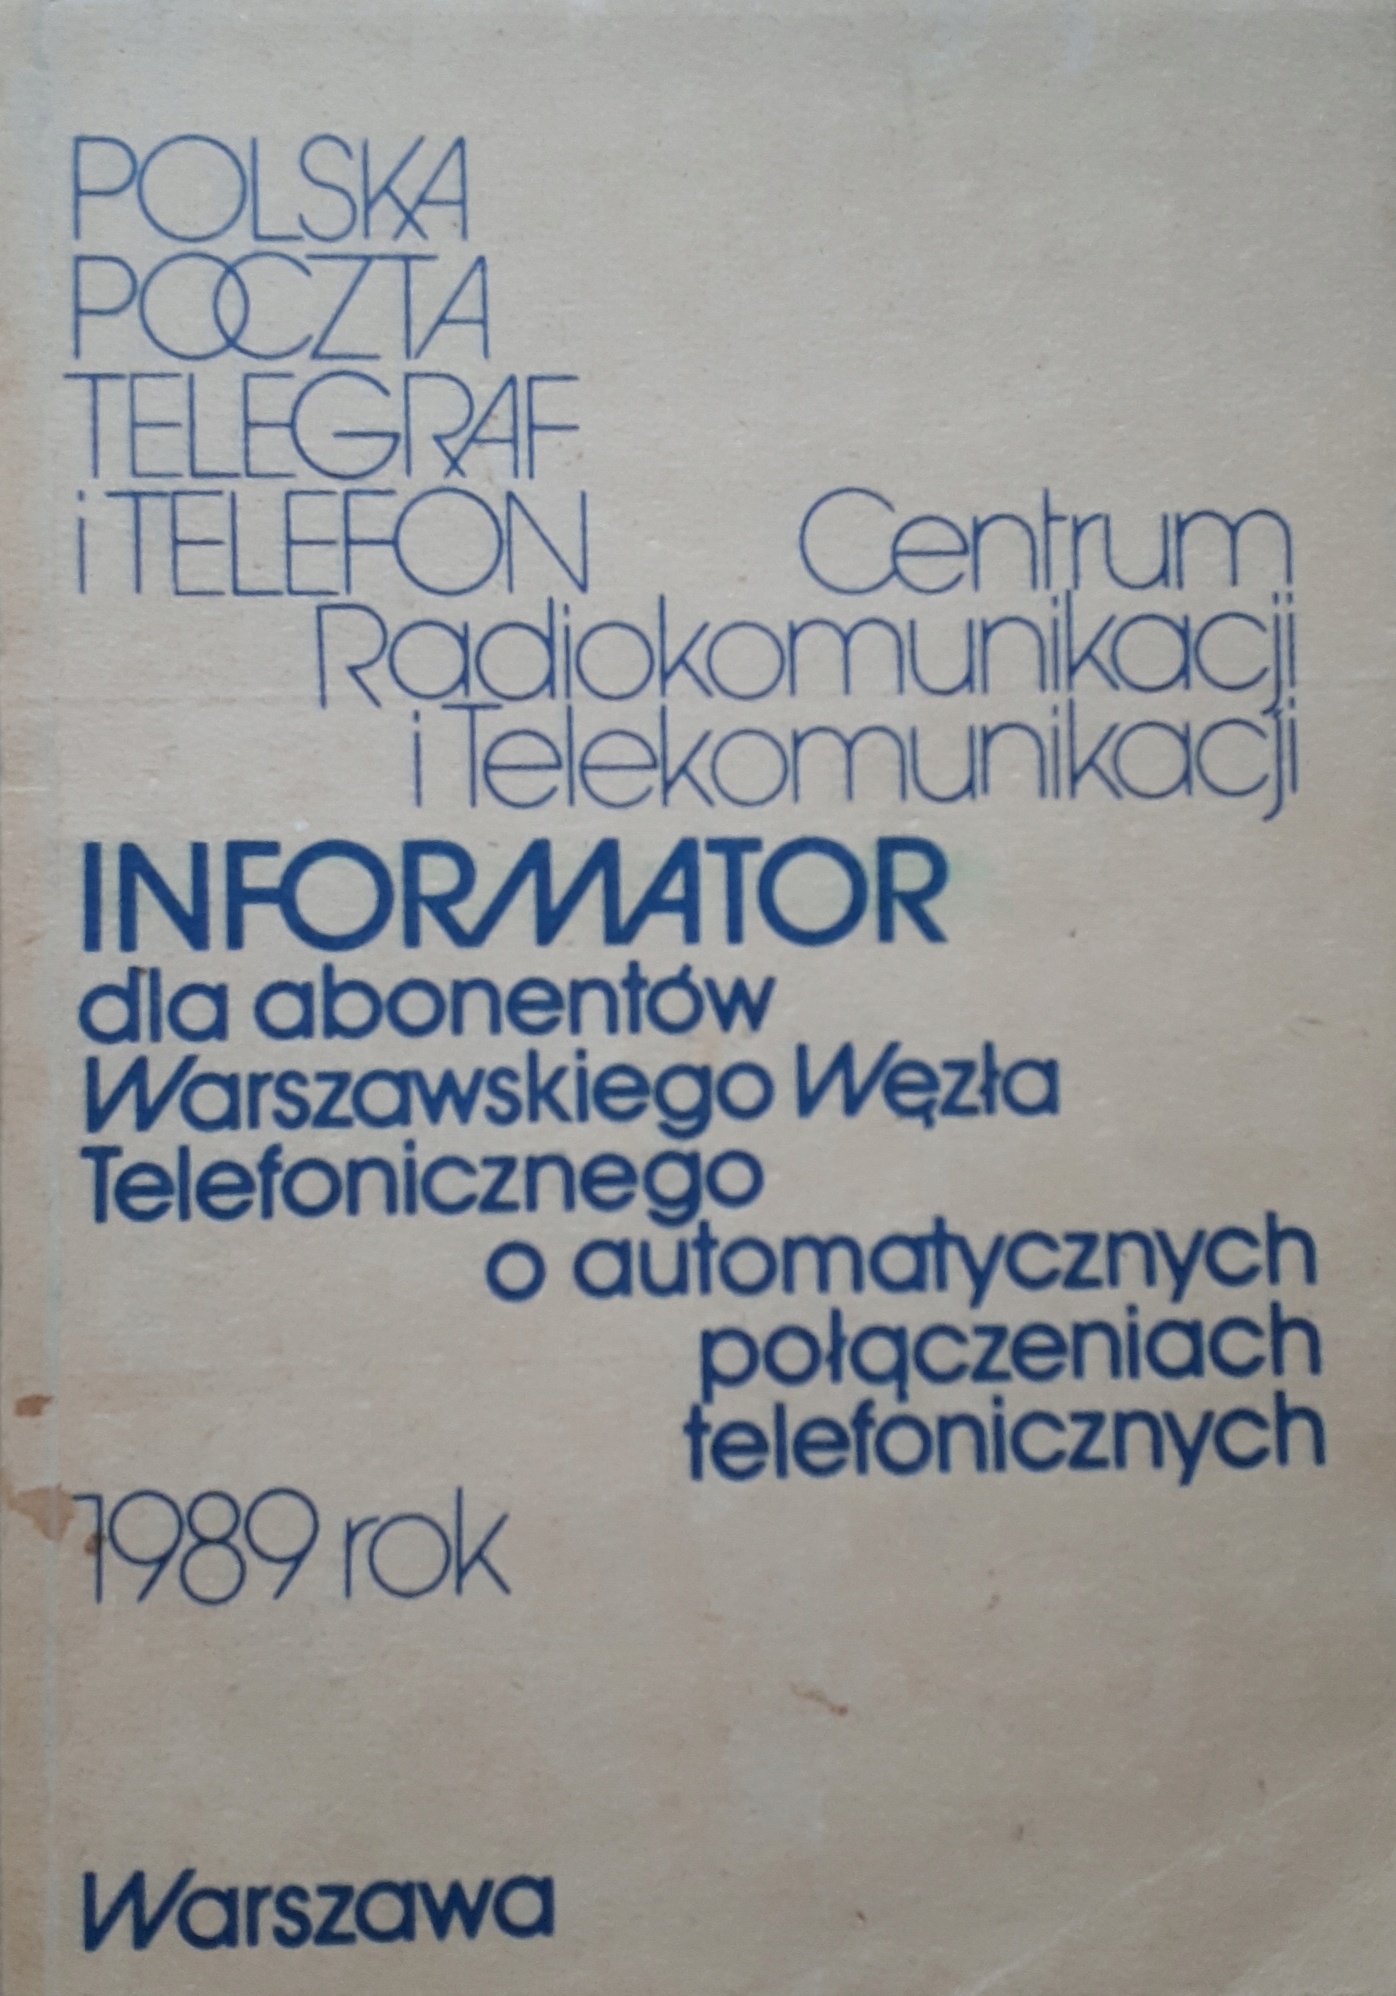 POLSKA
POCZTA
TELEGRAF
i TELEFON
Centrum
Radiokomunikacji
i Telekomunikacji
INFORMATOR
dla abonentów
Warszawskiego Węzła
Telefonicznego
o automatycznych
połączeniach
telefonicznych
1989 rok
Warszawa